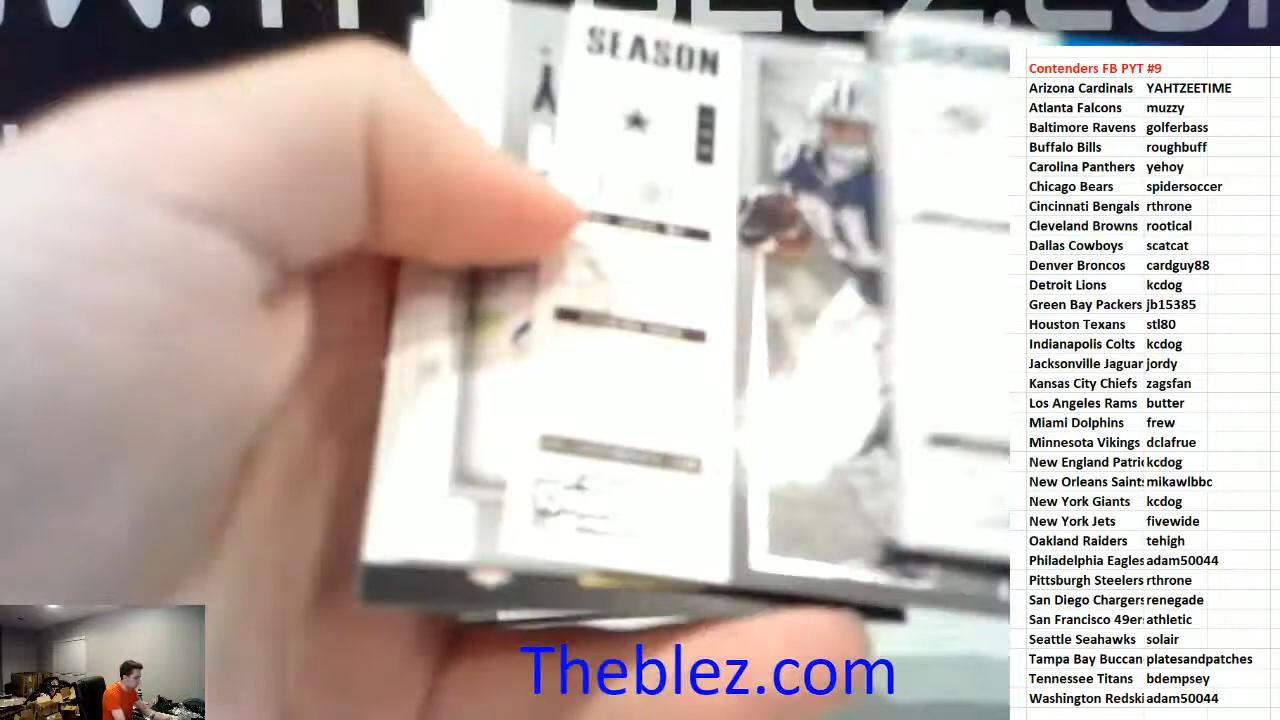 SEASON
Contenders FB PYT #9
Arizona Cardinals YAHTZEETIME
Atlanta Falcons muzzy
Baltimore Ravens golferbass
Buffalo Bills roughbuff
Carolina Panthers yehoy
Chicago Bears spidersoccer
Cincinnati Bengals rthrone
Cleveland Browns rootical
Dallas Cowboys scatcat
Denver Broncos cardguy88
Detroit Lions kcdog
Green Bay Packers jb15385
Houston Texans stl80
Indianapolis Colts kcdog
Jacksonville Jaguar jordy
Kansas City Chiefs zagsfan
Los Angeles Rams butter
Miami Dolphins frew
Minnesota Vikings dclafrue
New England Patri kcdog
New Orleans Saints mikawlbbc
New York Giants kcdog
New York Jets fivewide
Oakland Raiders tehigh
Philadelphia Eagles adam50044
Pittsburgh Steelers rthrone
San Diego Chargers renegade
San Francisco 49er athletic
Seattle Seahawks solair
Tampa Bay Buccan platesandpatches
Tennessee Titans bdempsey
Washington Redski adam50044
Theblez.com